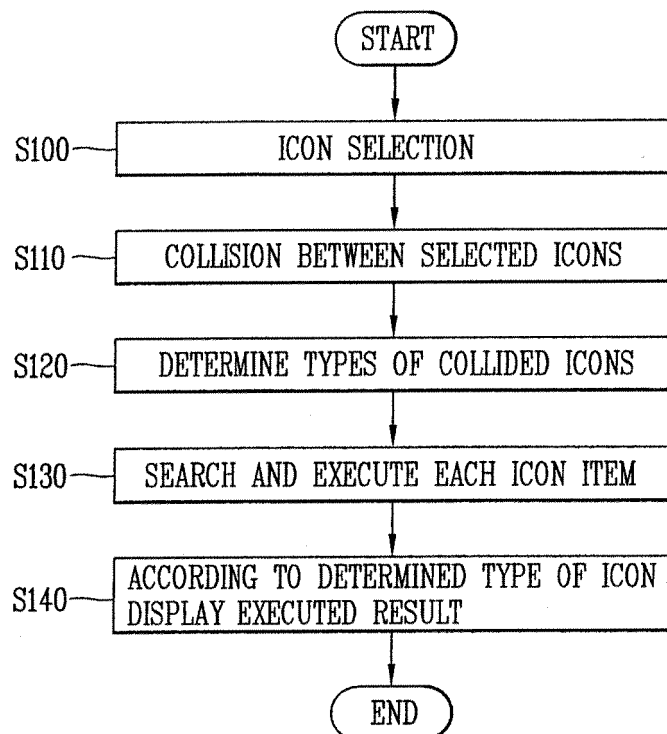 START
S100
ICON SELECTION
S110
COLLISION BETWEEN SELECTED ICONS
S120
DETERMINE TYPES OF COLLIDED ICONS
S130
SEARCH AND EXECUTE EACH ICON ITEM
S140
ACCORDING TO DETERMINED TYPE OF ICON
DISPLAY EXECUTED RESULT
END